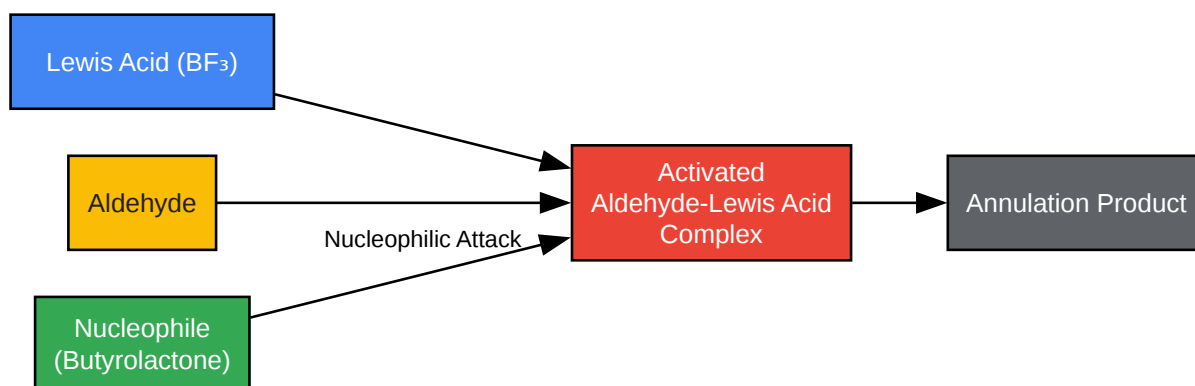 Lewis Acid (BF₃)
Aldehyde
Nucleophilic Attack
Nucleophile
(Butyrolactone)
Activated
Aldehyde-Lewis Acid
Complex
Annulation Product